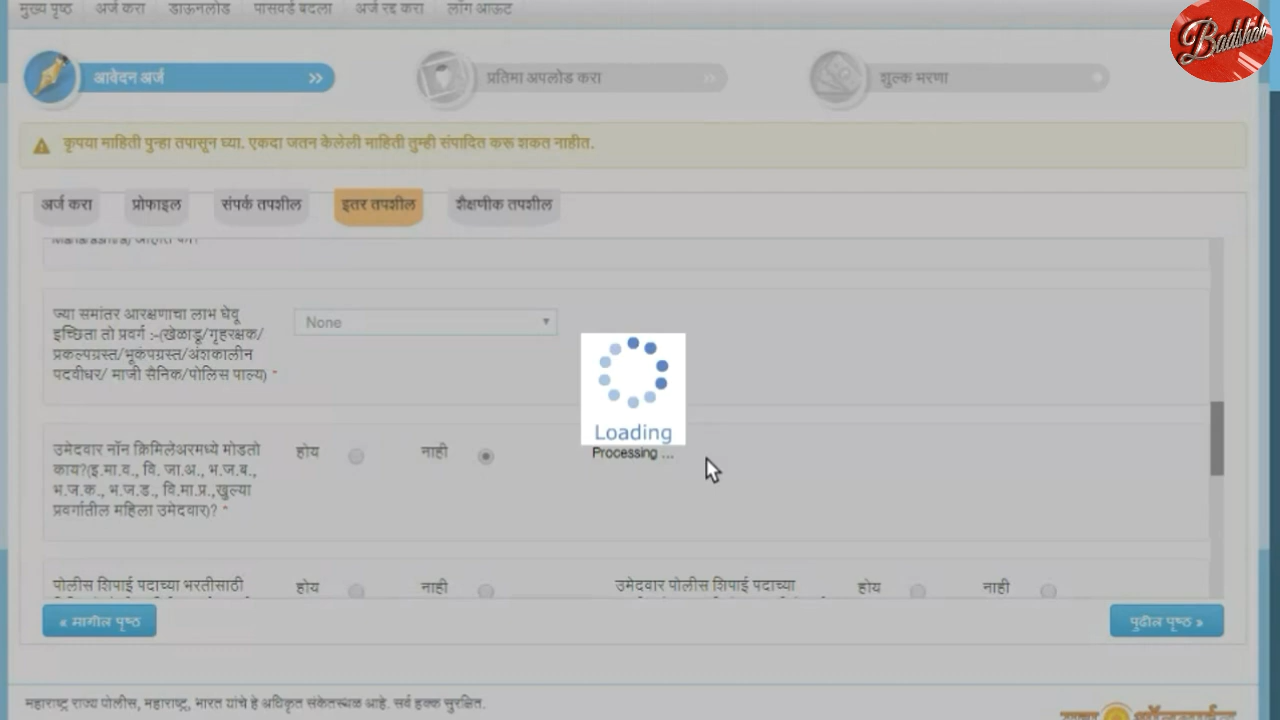 मुख्य पृष्ठ अर्ज करा डाऊनलोड पासवर्ड बदला अर्ज रद्द करा लॉग आऊट
Badshah
आवेदन अर्ज
प्रतिमा अपलोड करा
शुल्क भरणा
कृपया माहिती पुन्हा तपासून घ्या. एकदा जतन केलेली माहिती तुम्ही संपादित करू शकत नाहीत.
अर्ज करा प्रोफाइल संपर्क तपशील इतर तपशील शैक्षणीक तपशील
ज्या समांतर आरक्षणाचा लाभ घेवू
इच्छिता तो प्रवर्ग :-(खेळाडू/गृहरक्षक/
प्रकल्पग्रस्त/भूकंपग्रस्त/अंशकालीन
पदवीधर/ माजी सैनिक/पोलिस पाल्य) *
None
Loading
Processing ...
उमेदवार नॉन क्रिमिलेअरमध्ये मोडतो
काय?(इ.मा.व., वि. जा.अ., भ.ज.ब.,
भ.ज.क., भ.ज.ड., वि.मा.प्र.,खुल्या
प्रवर्गातील महिला उमेदवार)? *
होय नाही
पोलीस शिपाई पदाच्या भरतीसाठी
होय नाही
उमेदवार पोलीस शिपाई पदाच्या
होय नाही
« मागील पृष्ठ
पुढील पृष्ठ »
महाराष्ट्र राज्य पोलीस, महाराष्ट्र, भारत यांचे हे अधिकृत संकेतस्थळ आहे. सर्व हक्क सुरक्षित.